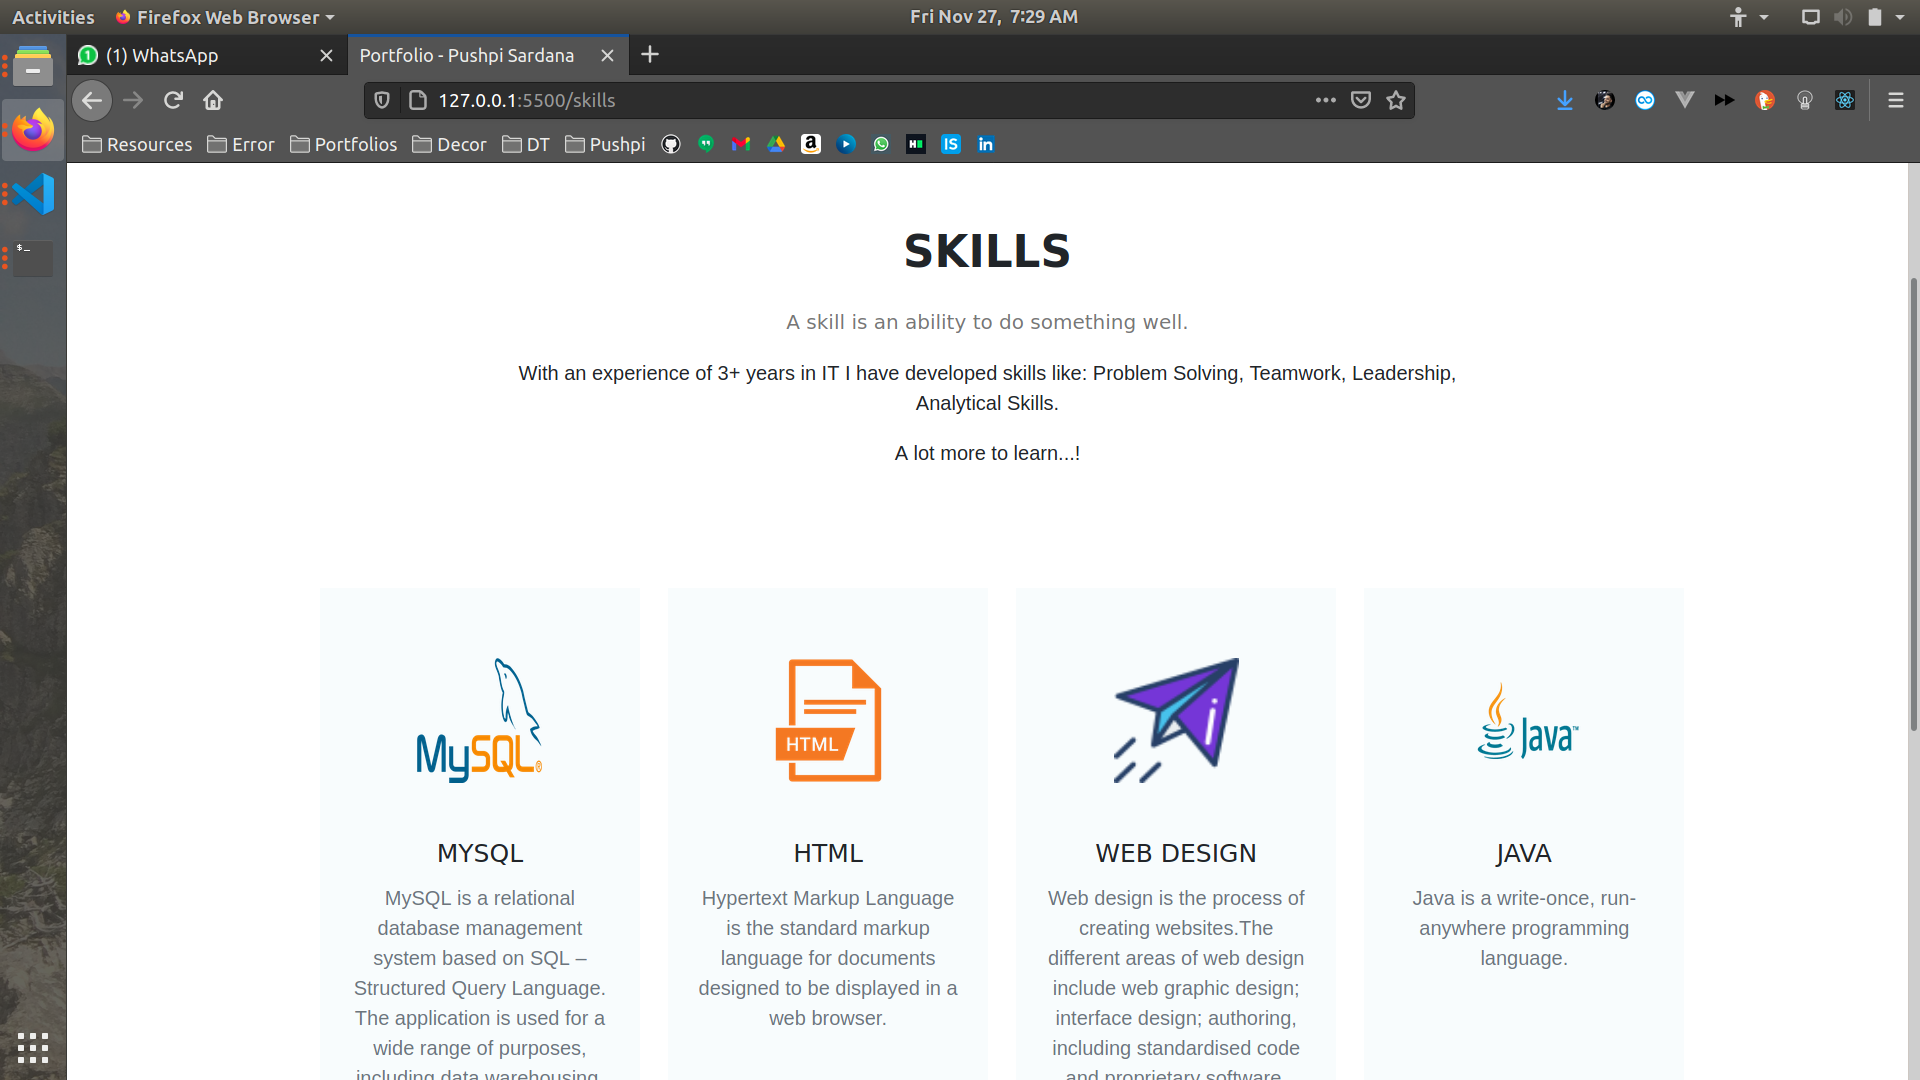 Activities Firefox Web Browser Fri Nov 27, 7:29 AM
(1) WhatsApp Portfolio - Pushpi Sardana
127.0.0.1:5500/skills
Resources Error Portfolios Decor DT Pushpi
SKILLS
A skill is an ability to do something well.
With an experience of 3+ years in IT I have developed skills like: Problem Solving, Teamwork, Leadership,
Analytical Skills.
A lot more to learn...!
MySQL®
HTML
Java™
MYSQL
MySQL is a relational
database management
system based on SQL –
Structured Query Language.
The application is used for a
wide range of purposes,
including data warehousing,
HTML
Hypertext Markup Language
is the standard markup
language for documents
designed to be displayed in a
web browser.
WEB DESIGN
Web design is the process of
creating websites.The
different areas of web design
include web graphic design;
interface design; authoring,
including standardised code
and proprietary software
JAVA
Java is a write-once, run-
anywhere programming
language.